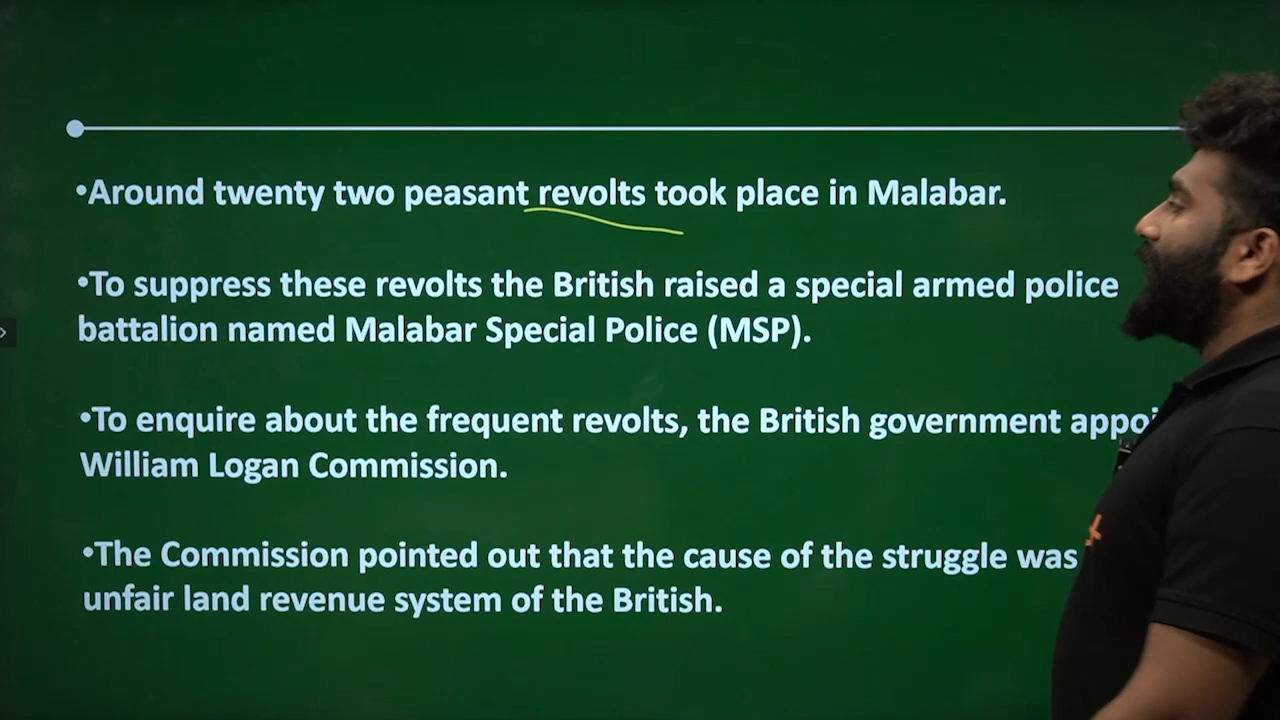 •Around twenty two peasant revolts took place in Malabar.
•To suppress these revolts the British raised a special armed police
battalion named Malabar Special Police (MSP).
•To enquire about the frequent revolts, the British government
William Logan Commission.
•The Commission pointed out that the cause of the struggle was
unfair land revenue system of the British.